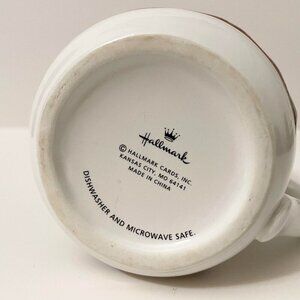 Hallmark
© HALLMARK CARDS, INC.
KANSAS CITY, MO 64141
MADE IN CHINA
DISHWASHER AND MICROWAVE SAFE.